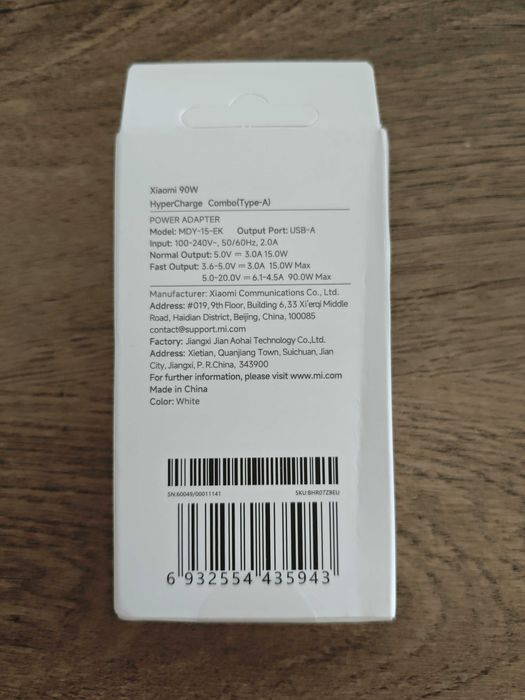 Xiaomi 90W
HyperCharge Combo(Type-A)
POWER ADAPTER
Model: MDY-15-EK Output Port: USB-A
Input: 100-240V~, 50/60Hz, 2.0A
Normal Output: 5.0V⎓3.0A 15.0W
Fast Output: 3.6-5.0V⎓3.0A 15.0W Max
5.0-20.0V⎓6.1-4.5A 90.0W Max
Manufacturer: Xiaomi Communications Co., Ltd.
Address: #019, 9th Floor, Building 6,33 Xi'erqi Middle
Road, Haidian District, Beijing, China, 100085
contact@support.mi.com
Factory: Jiangxi Jian Aohai Technology Co.,Ltd.
Address: Xietian, Quanjiang Town, Suichuan, Jian
City, Jiangxi, P. R.China, 343900
For further information, please visit www.mi.com
Made in China
Color: White
SN:60049/00011141 SKU:BHR07Z8EU
6 932554 435943